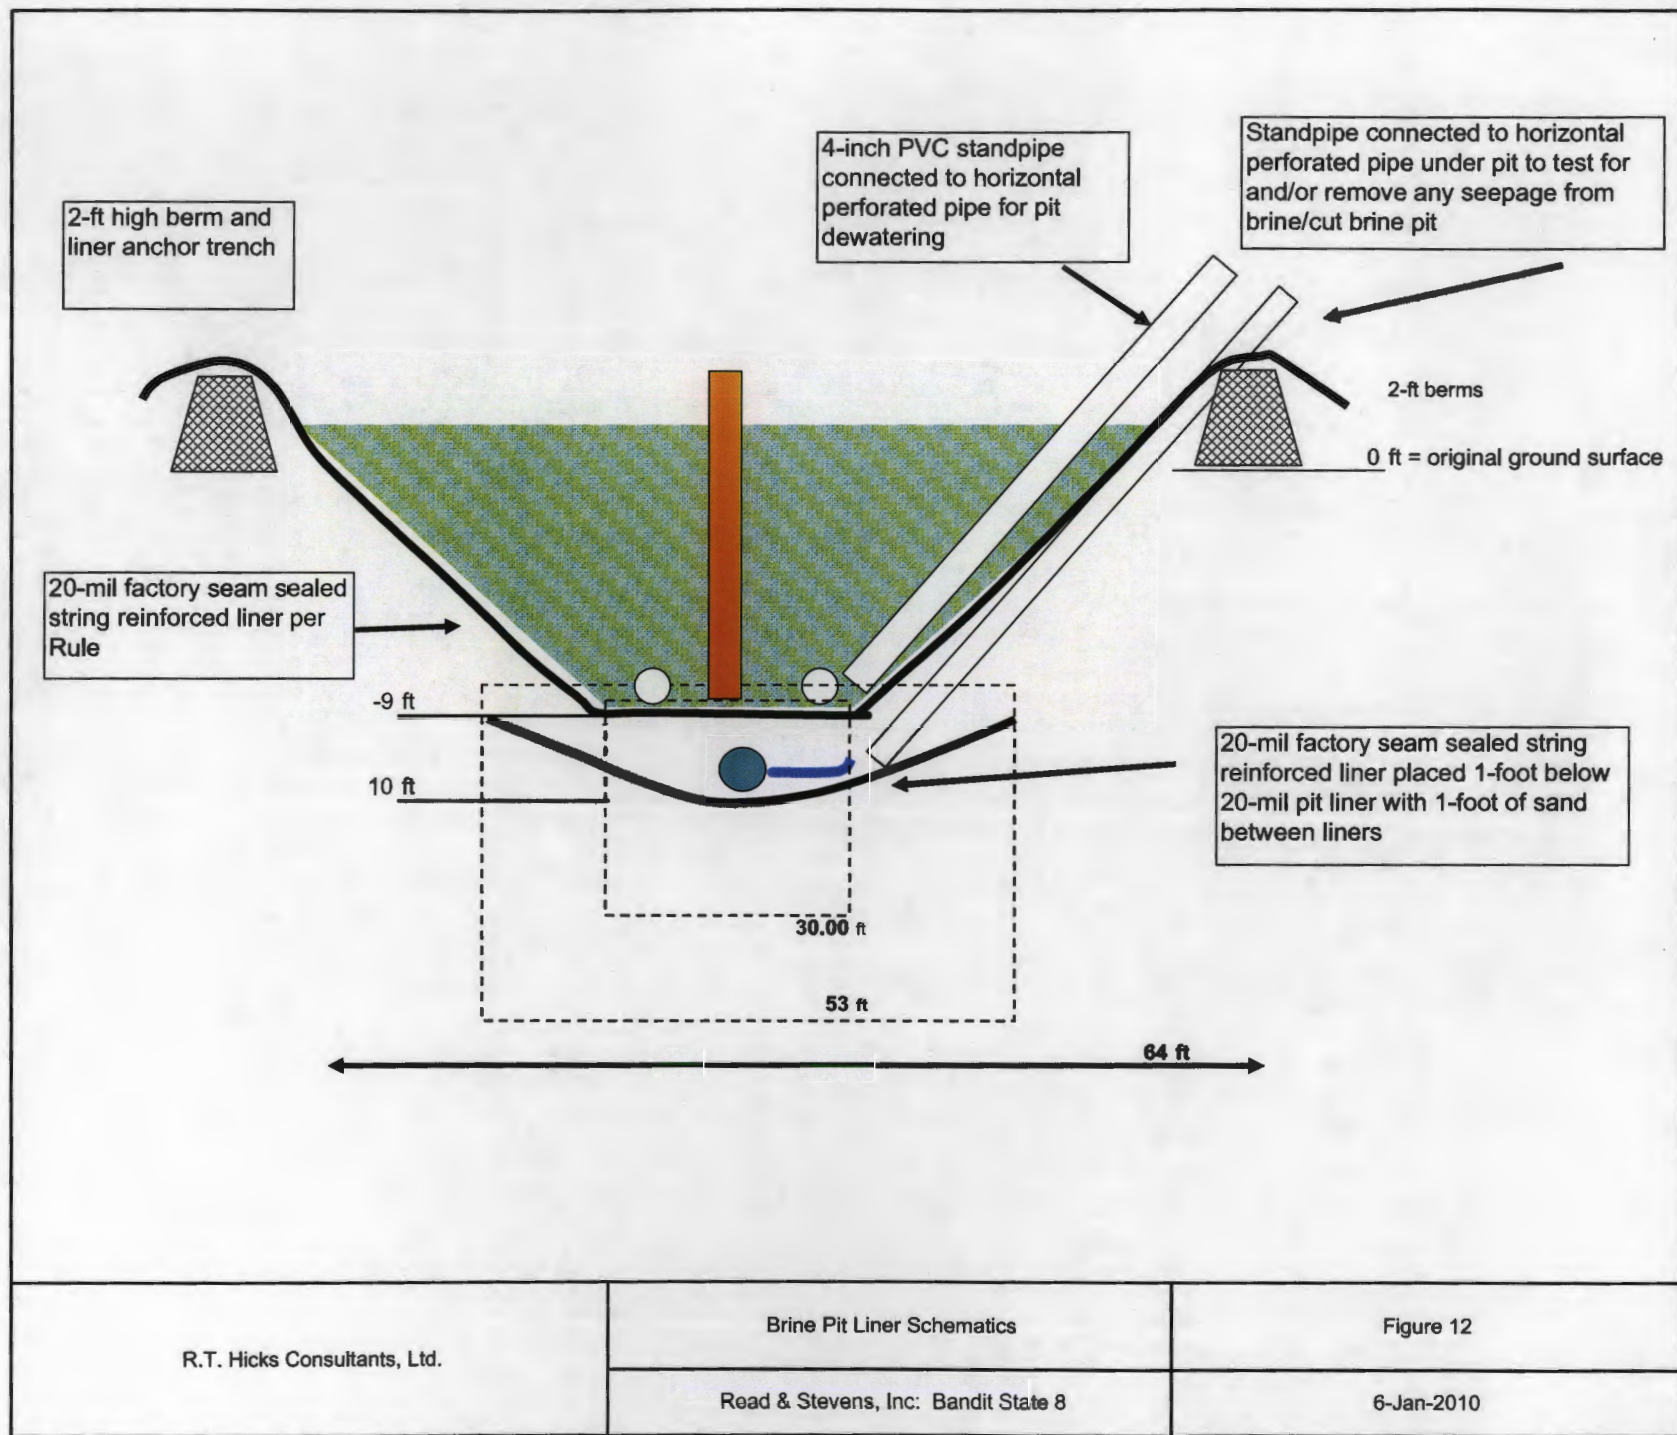 4-inch PVC standpipe
connected to horizontal
perforated pipe for pit
dewatering
Standpipe connected to horizontal
perforated pipe under pit to test for
and/or remove any seepage from
brine/cut brine pit
2-ft high berm and
liner anchor trench
2-ft berms
0 ft = original ground surface
20-mil factory seam sealed
string reinforced liner per
Rule
-9 ft
10 ft
20-mil factory seam sealed string
reinforced liner placed 1-foot below
20-mil pit liner with 1-foot of sand
between liners
30.00 ft
53 ft
64 ft
R.T. Hicks Consultants, Ltd.
Brine Pit Liner Schematics
Read & Stevens, Inc: Bandit State 8
Figure 12
6-Jan-2010